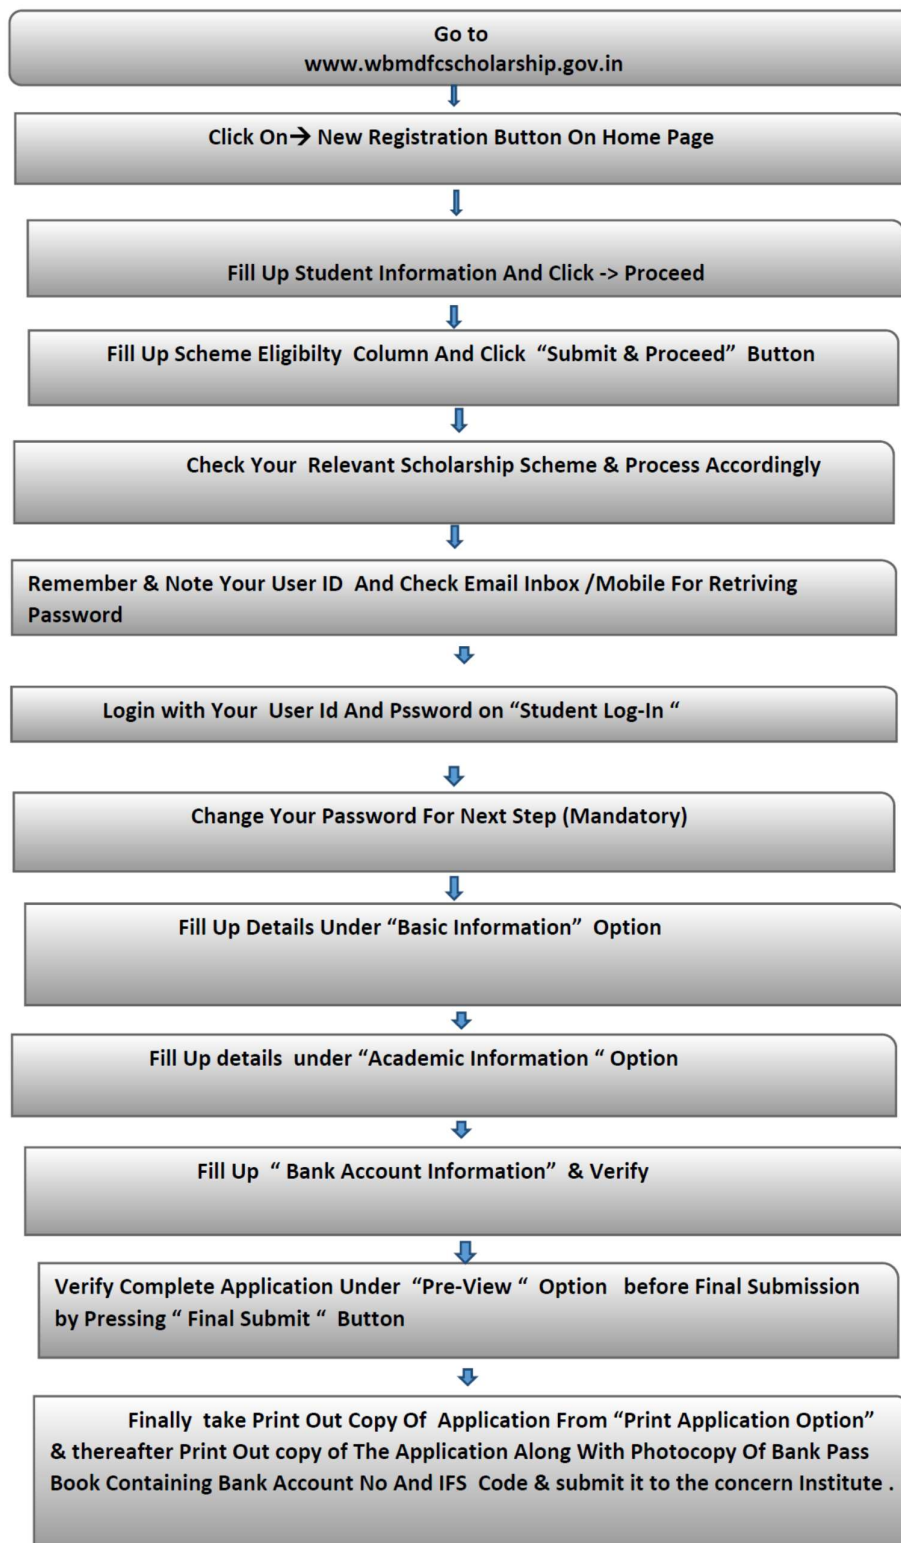 Go to
www.wbmdfcscholarship.gov.in
Click On→ New Registration Button On Home Page
Fill Up Student Information And Click -> Proceed
Fill Up Scheme Eligibilty Column And Click “Submit & Proceed” Button
Check Your Relevant Scholarship Scheme & Process Accordingly
Remember & Note Your User ID And Check Email Inbox /Mobile For Retriving
Password
Login with Your User Id And Pssword on “Student Log-In “
Change Your Password For Next Step (Mandatory)
Fill Up Details Under “Basic Information” Option
Fill Up details under “Academic Information “ Option
Fill Up “ Bank Account Information” & Verify
Verify Complete Application Under “Pre-View “ Option before Final Submission
by Pressing “ Final Submit “ Button
Finally take Print Out Copy Of Application From “Print Application Option”
& thereafter Print Out copy of The Application Along With Photocopy Of Bank Pass
Book Containing Bank Account No And IFS Code & submit it to the concern Institute .